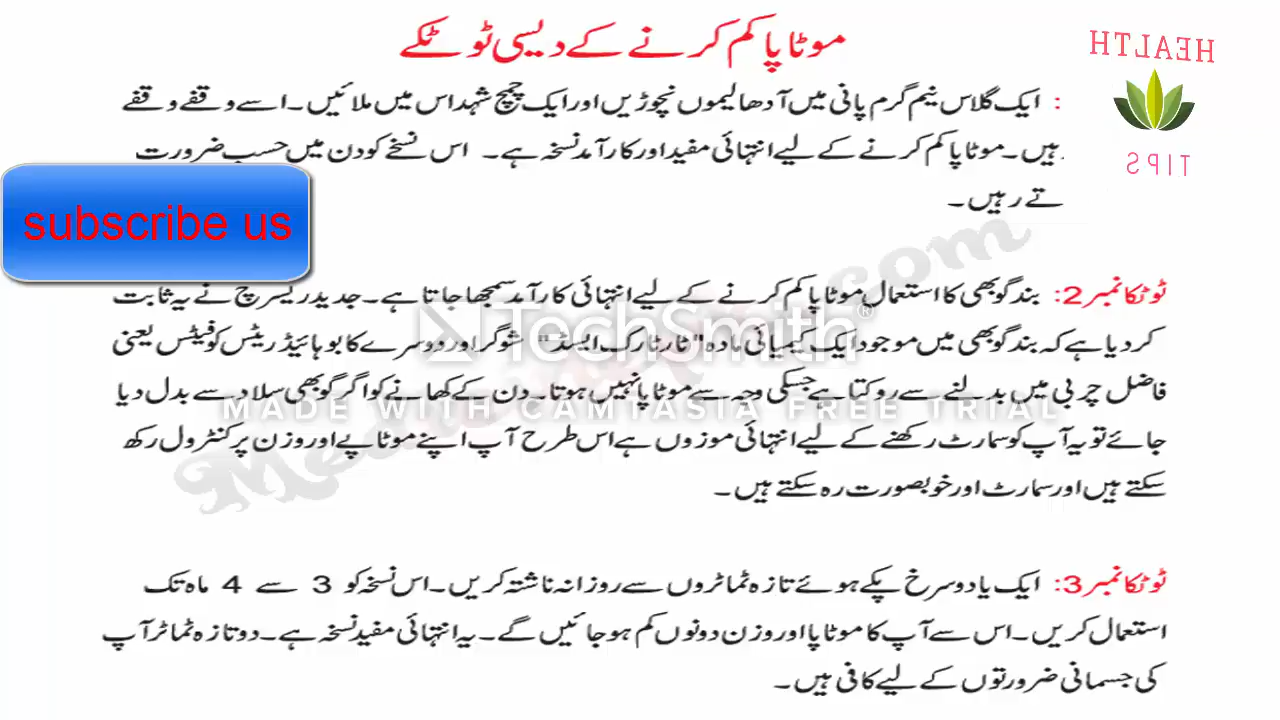 موٹاپا کم کرنے کے دیسی ٹوٹکے
HEALTH
TIPS
: ایک گلاس نیم گرم پانی میں آدھا لیموں نچوڑیں اور ایک چمچ شہد اس میں ملائیں۔ اسے وقفے وقفے
ہیں۔ موٹاپا کم کرنے کے لیے انتہائی مفید اور کارآمد نسخہ ہے۔ اس نسخے کو دن میں حسب ضرورت
تے رہیں۔
subscribe us
ٹوٹکا نمبر 2: بند گوبھی کا استعمال موٹاپا کم کرنے کے لیے انتہائی کارآمد سمجھا جاتا ہے۔ جدید ریسرچ نے یہ ثابت
کر دیا ہے کہ بند گوبھی میں موجود ایک کیمیائی مادہ "ٹارٹارک ایسڈ" شوگر اور دوسرے کابوہائیڈریٹس کو فیٹس یعنی
فاضل چربی میں بدلنے سے روکتا ہے جسکی وجہ سے موٹاپا نہیں ہوتا۔ دن کے کھانے کو اگر گوبھی سلاد سے بدل دیا
جائے تو یہ آپ کو سمارٹ رکھنے کے لیے انتہائی موزوں ہے اس طرح آپ اپنے موٹاپے اور وزن پر کنٹرول رکھ
سکتے ہیں اور سمارٹ اور خوبصورت رہ سکتے ہیں۔
TechSmith®
MADE WITH CAMTASIA FREE TRIAL
ٹوٹکا نمبر 3: ایک یا دو سرخ پکے ہوئے تازہ ٹماٹروں سے روزانہ ناشتہ کریں۔ اس نسخہ کو 3 سے 4 ماہ تک
استعمال کریں۔ اس سے آپ کا موٹاپا اور وزن دونوں کم ہو جائیں گے۔ یہ انتہائی مفید نسخہ ہے۔ دو تازہ ٹماٹر آپ
کی جسمانی ضرورتوں کے لیے کافی ہیں۔